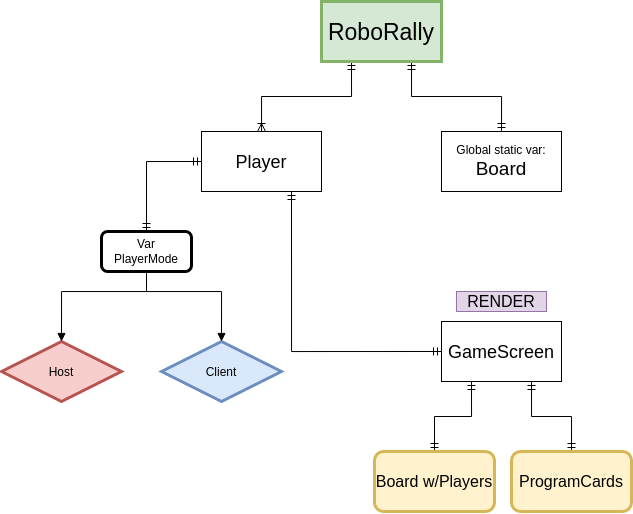 RoboRally
Player
Global static var:
Board
Var
PlayerMode
RENDER
GameScreen
Host
Client
Board w/Players
ProgramCards